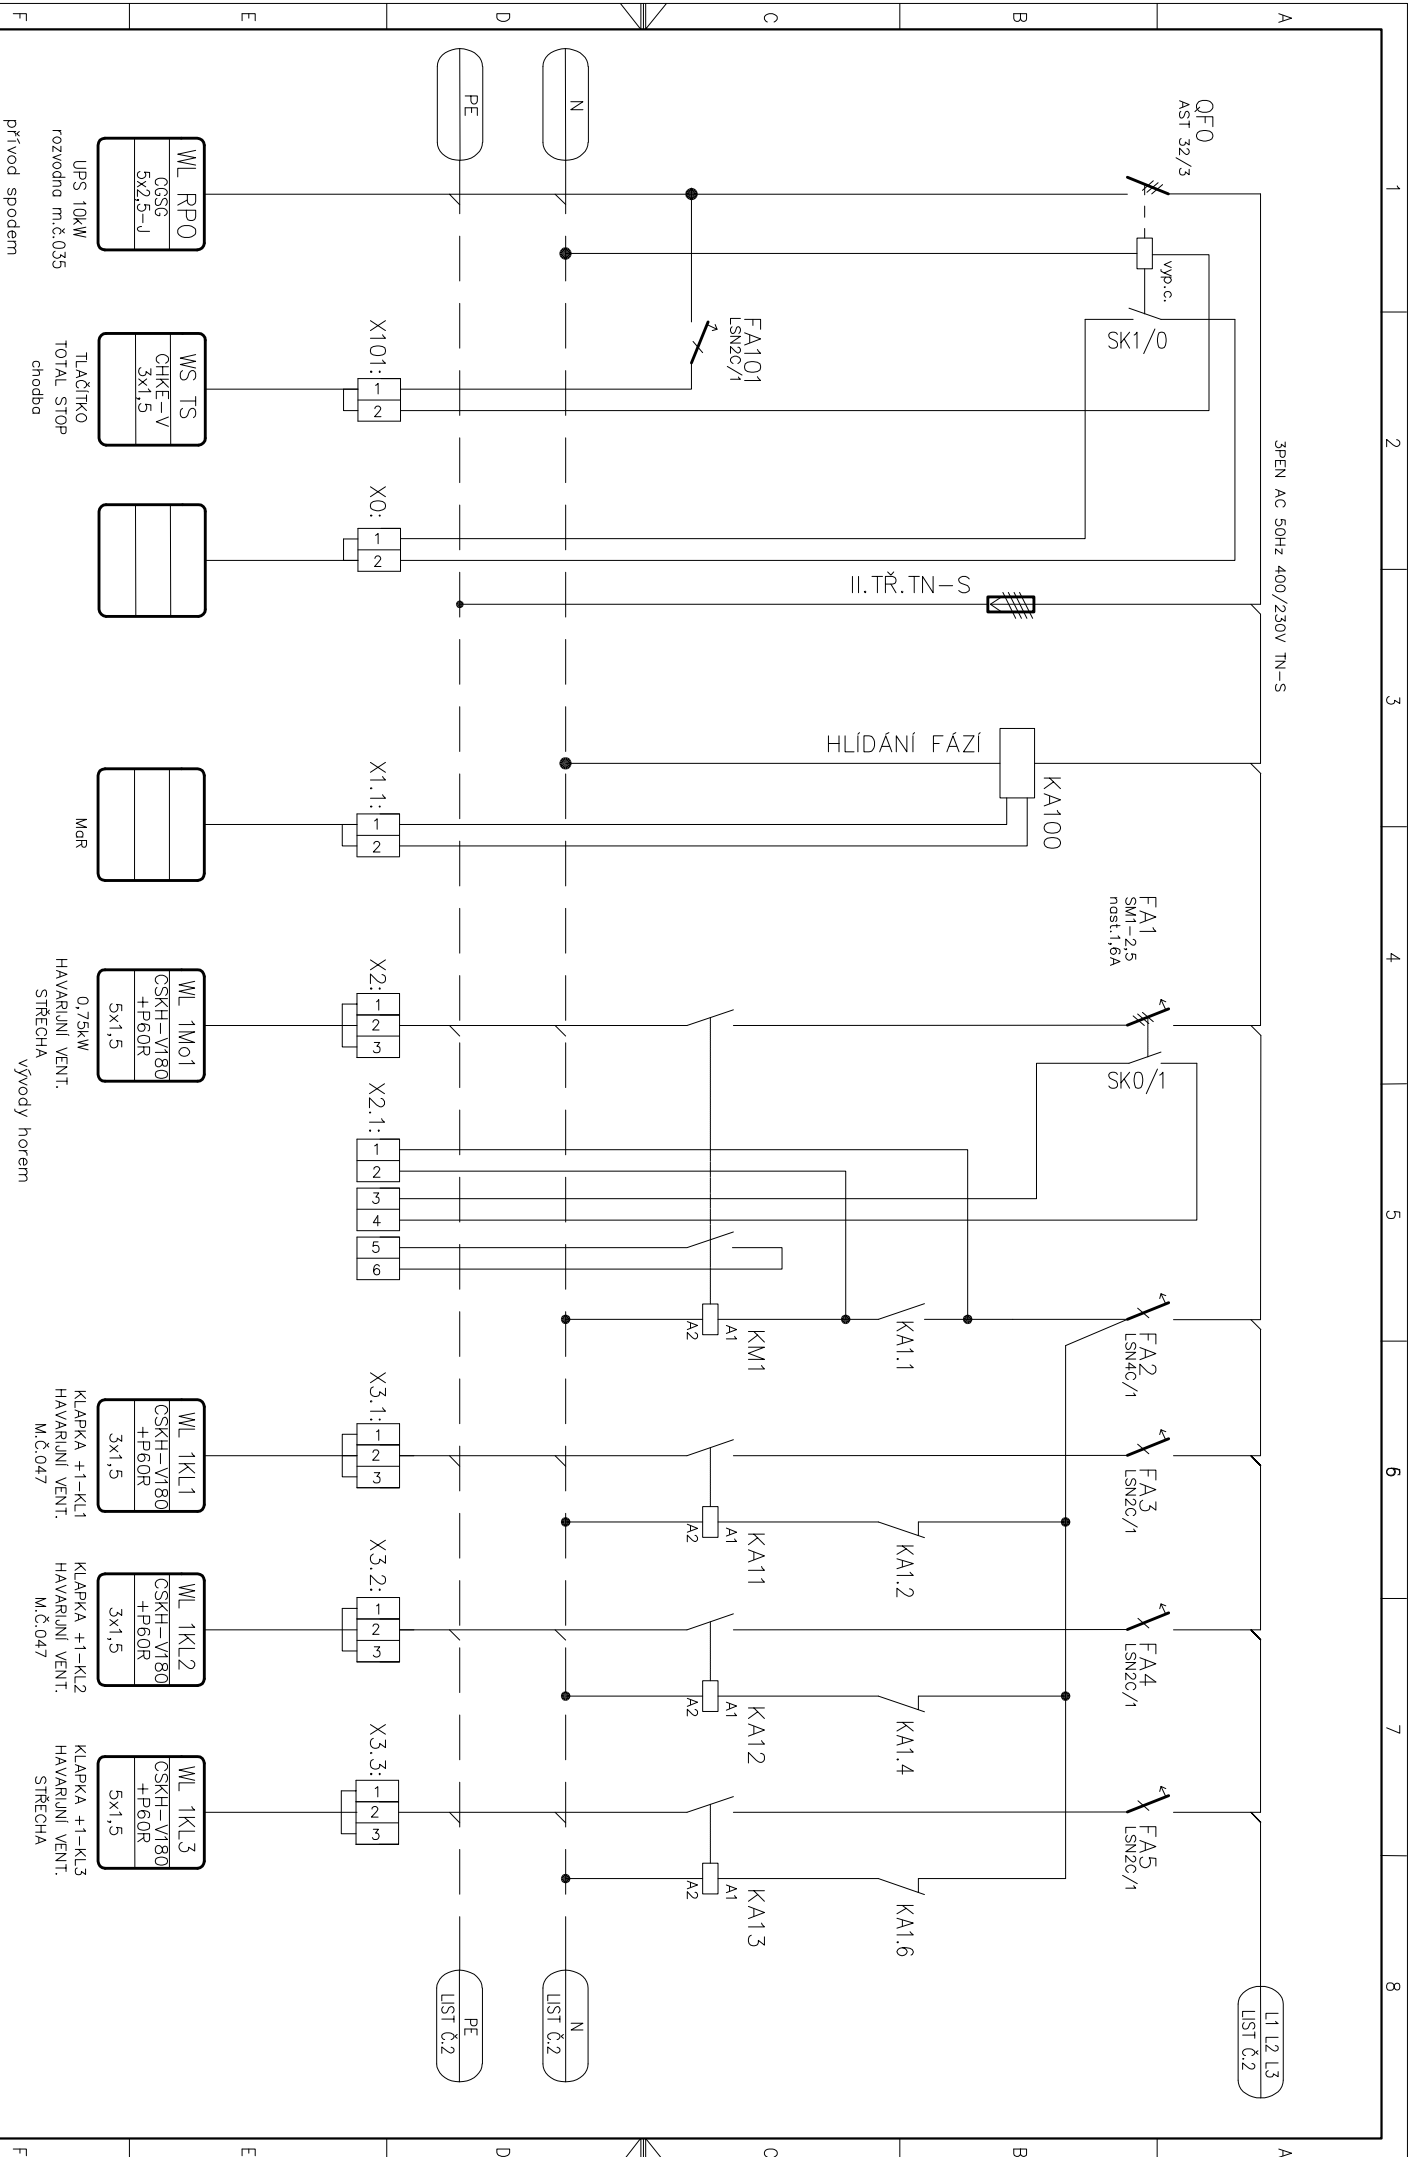 1
2
3
4
5
6
7
8
A
A
B
B
C
C
D
D
E
E
F
F
3PEN AC 50Hz 400/230V TN-S
L1 L2 L3
LIST Č.2
QF0
AST 32/3
vyp.c.
SK1/0
FA101
LSN2C/1
II.TŘ.TN-S
HLÍDÁNÍ FÁZÍ
KA100
FA1
SM1-2,5
nast.1,6A
SK0/1
FA2
LSN4C/1
FA3
LSN2C/1
FA4
LSN2C/1
FA5
LSN2C/1
KA1.1
KA1.2
KA1.4
KA1.6
KM1
A1
A2
KA11
A1
A2
KA12
A1
A2
KA13
A1
A2
N
N
LIST Č.2
PE
PE
LIST Č.2
X101:
1
2
X0:
1
2
X1.1:
1
2
X2:
1
2
3
X2.1:
1
2
3
4
5
6
X3.1:
1
2
3
X3.2:
1
2
3
X3.3:
1
2
3
WL RPO
CGSG
5x2,5-J
UPS 10kW
rozvodna m.č.035
přívod spodem
WS TS
CHKE-V
3x1,5
TLAČÍTKO
TOTAL STOP
chodba
MaR
WL 1Mo1
CSKH-V180
+P60R
5x1,5
0,75kW
HAVARIJNÍ VENT.
STŘECHA
vývody horem
WL 1KL1
CSKH-V180
+P60R
3x1,5
KLAPKA +1-KL1
HAVARIJNÍ VENT.
M.Č.047
WL 1KL2
CSKH-V180
+P60R
3x1,5
KLAPKA +1-KL2
HAVARIJNÍ VENT.
M.Č.047
WL 1KL3
CSKH-V180
+P60R
5x1,5
KLAPKA +1-KL3
HAVARIJNÍ VENT.
STŘECHA